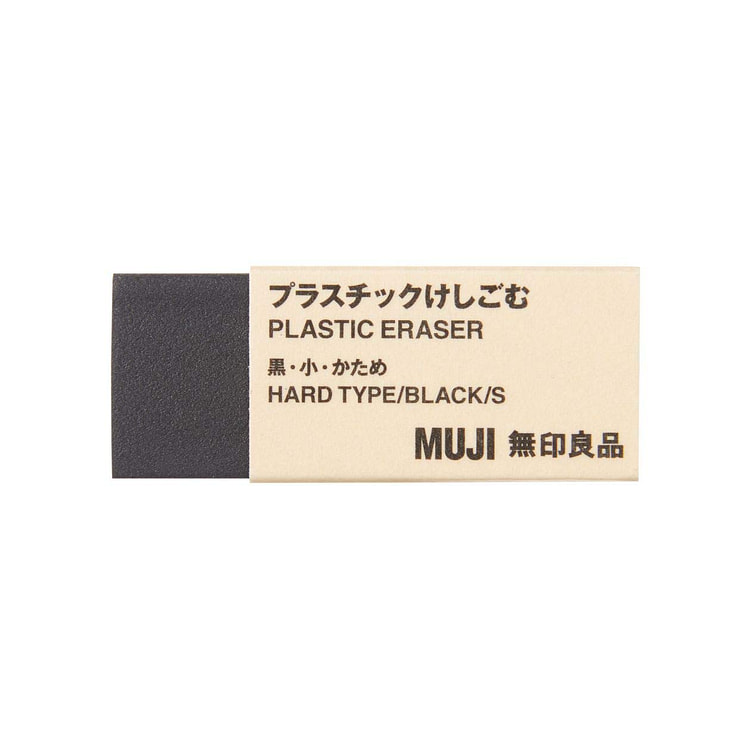 プラスチックけしごむ
PLASTIC ERASER
黒・小・かため
HARD TYPE/BLACK/S
MUJI 無印良品